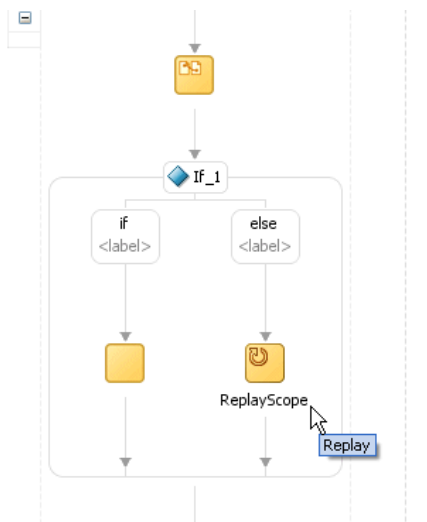 If_1
if
<label>
else
<label>
ReplayScope
Replay